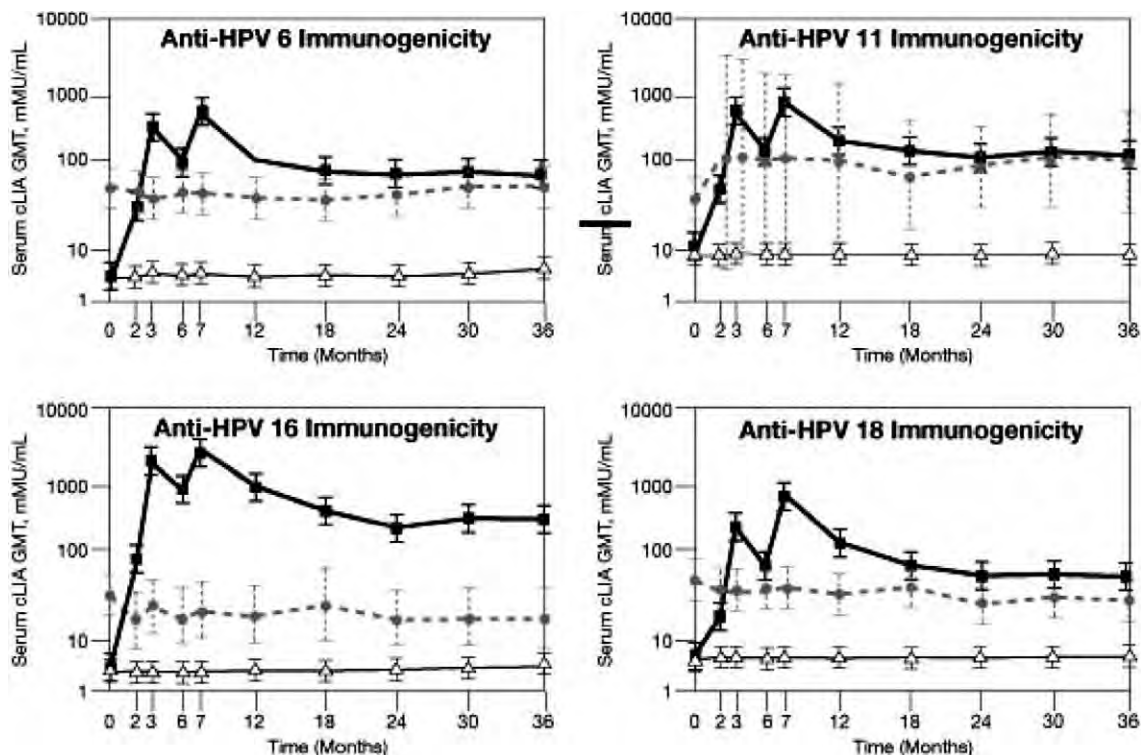 Anti-HPV 6 Immunogenicity
Serum cLIA GMT, mMU/mL
10000
1000
100
10
1
0 2 3 6 7 12 18 24 30 36
Time (Months)
Anti-HPV 11 Immunogenicity
Serum cLIA GMT, mMU/mL
10000
1000
100
10
1
0 2 3 6 7 12 18 24 30 36
Time (Months)
Anti-HPV 16 Immunogenicity
Serum cLIA GMT, mMU/mL
10000
1000
100
10
1
0 2 3 6 7 12 18 24 30 36
Time (Months)
Anti-HPV 18 Immunogenicity
Serum cLIA GMT, mMU/mL
10000
1000
100
10
1
0 2 3 6 7 12 18 24 30 36
Time (Months)